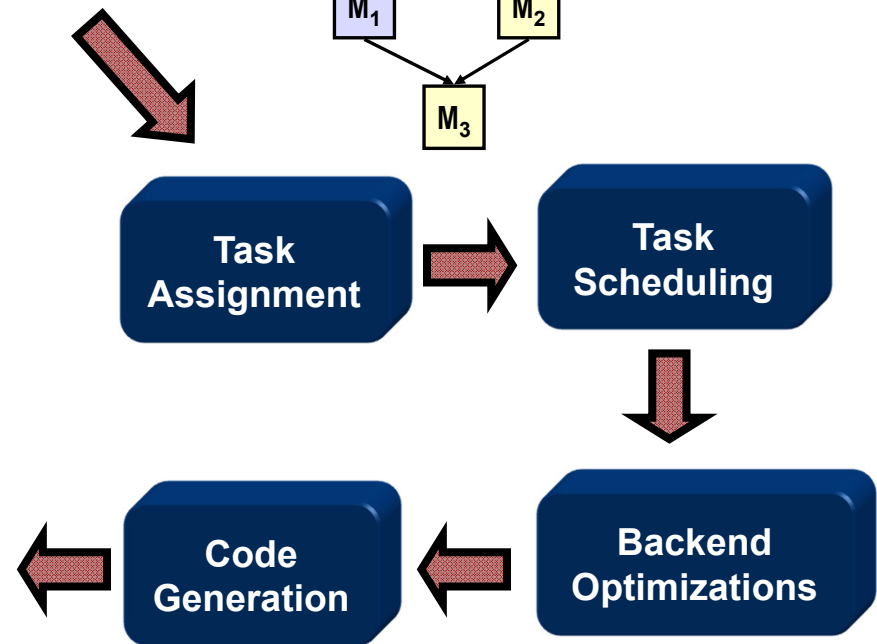 M₁
M₂
M₃
Task
Assignment
Task
Scheduling
Code
Generation
Backend
Optimizations